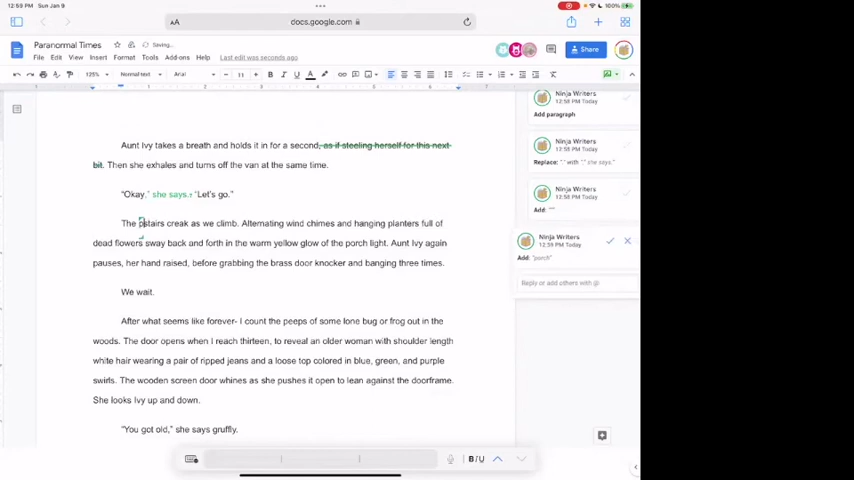 12:59 PM Sun Jan 9
100%
AA
docs.google.com
Paranormal Times
Saving...
File Edit View Insert Format Tools Add-ons Help Last edit was seconds ago
Share
125% Normal text Arial 11 B I U A
Ninja Writers
12:58 PM Today
Add paragraph
Aunt Ivy takes a breath and holds it in for a second, as if steeling herself for this next
bit. Then she exhales and turns off the van at the same time.
Ninja Writers
12:58 PM Today
Replace: "." with "," she says."
"Okay," she says., "Let's go."
Ninja Writers
12:58 PM Today
Add: ""
The pstairs creak as we climb. Alternating wind chimes and hanging planters full of
dead flowers sway back and forth in the warm yellow glow of the porch light. Aunt Ivy again
pauses, her hand raised, before grabbing the brass door knocker and banging three times.
Ninja Writers
12:59 PM Today
Add: "porch"
Reply or add others with @
We wait.
After what seems like forever- I count the peeps of some lone bug or frog out in the
woods. The door opens when I reach thirteen, to reveal an older woman with shoulder length
white hair wearing a pair of ripped jeans and a loose top colored in blue, green, and purple
swirls. The wooden screen door whines as she pushes it open to lean against the doorframe.
She looks Ivy up and down.
"You got old," she says gruffly.
B I U